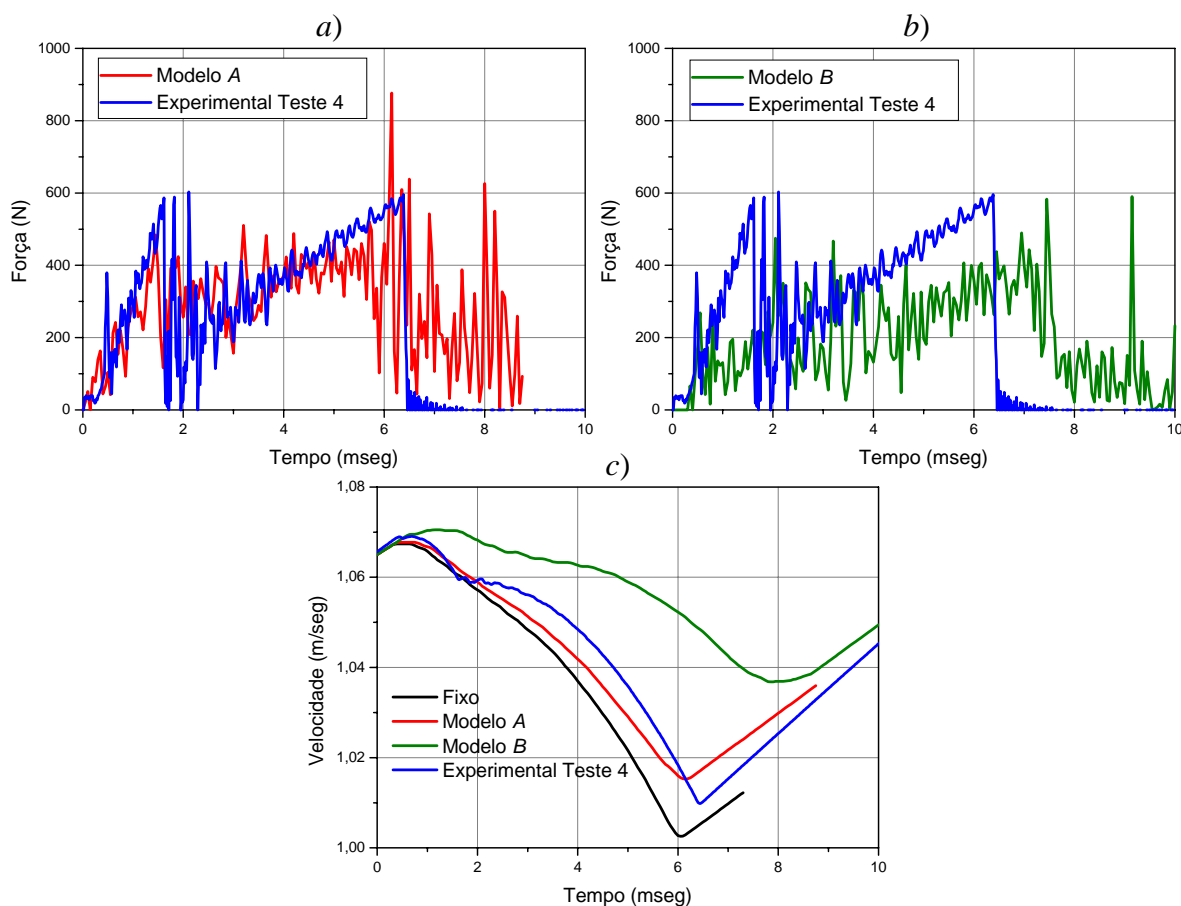 a)
1000
800
600
400
200
0
Força (N)
Modelo A
Experimental Teste 4
0 2 4 6 8 10
Tempo (mseg)
b)
1000
800
600
400
200
0
Força (N)
Modelo B
Experimental Teste 4
0 2 4 6 8 10
Tempo (mseg)
c)
1,08
1,06
1,04
1,02
1,00
Velocidade (m/seg)
Fixo
Modelo A
Modelo B
Experimental Teste 4
0 2 4 6 8 10
Tempo (mseg)